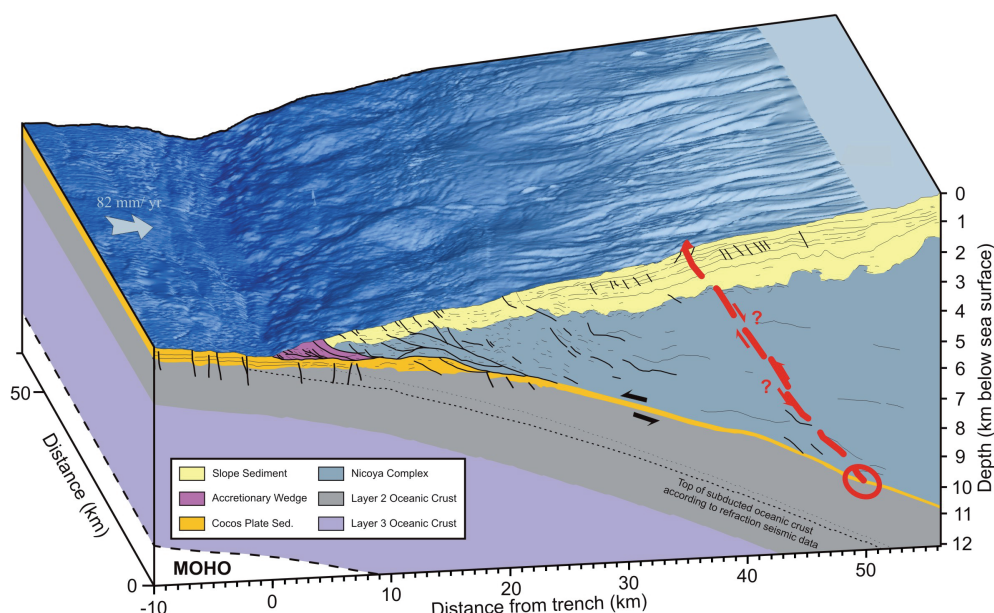 82 mm/ yr
0
1
2
3
4
5
6
7
8
9
10
11
12
Depth (km below sea surface)
?
?
50
0
Distance (km)
Slope Sediment
Nicoya Complex
Accretionary Wedge
Layer 2 Oceanic Crust
Cocos Plate Sed.
Layer 3 Oceanic Crust
Top of subducted oceanic crust
according to refraction seismic
data
MOHO
-10
0
10
20
30
40
50
Distance from trench (km)